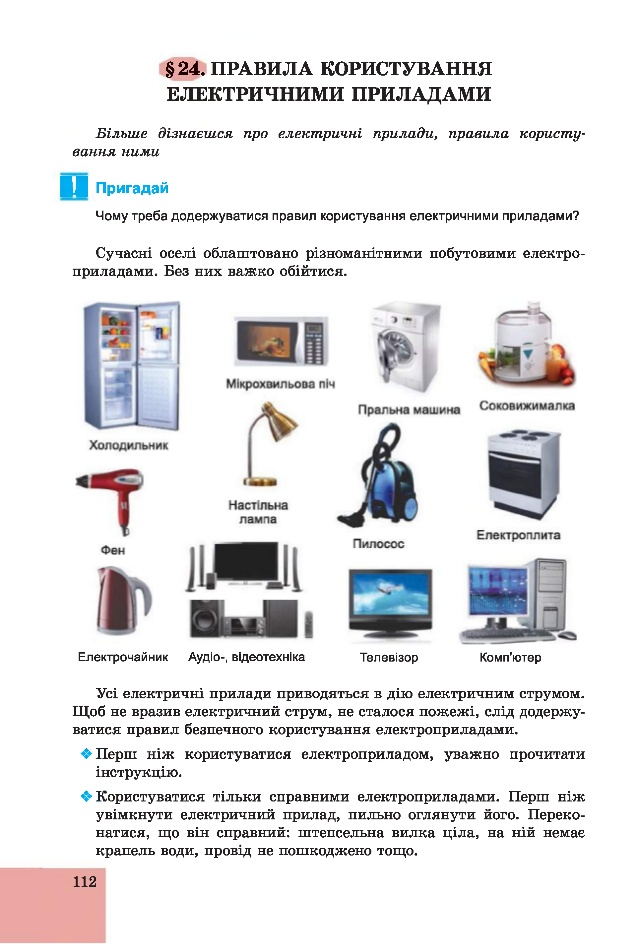 § 24. ПРАВИЛА КОРИСТУВАННЯ
ЕЛЕКТРИЧНИМИ ПРИЛАДАМИ
Більше дізнаєшся про електричні прилади, правила користу-
вання ними
! Пригадай
Чому треба додержуватися правил користування електричними приладами?
Сучасні оселі облаштовано різноманітними побутовими електро-
приладами. Без них важко обійтися.
Холодильник
Мікрохвильова піч
Пральна машина
Соковижималка
Фен
Настільна
лампа
Пилосос
Електроплита
Електрочайник
Аудіо-, відеотехніка
Телевізор
Комп'ютер
Усі електричні прилади приводяться в дію електричним струмом.
Щоб не вразив електричний струм, не сталося пожежі, слід додержу-
ватися правил безпечного користування електроприладами.
❖ Перш ніж користуватися електроприладом, уважно прочитати
інструкцію.
❖ Користуватися тільки справними електроприладами. Перш ніж
увімкнути електричний прилад, пильно оглянути його. Переко-
натися, що він справний: штепсельна вилка ціла, на ній немає
крапель води, провід не пошкоджено тощо.
112